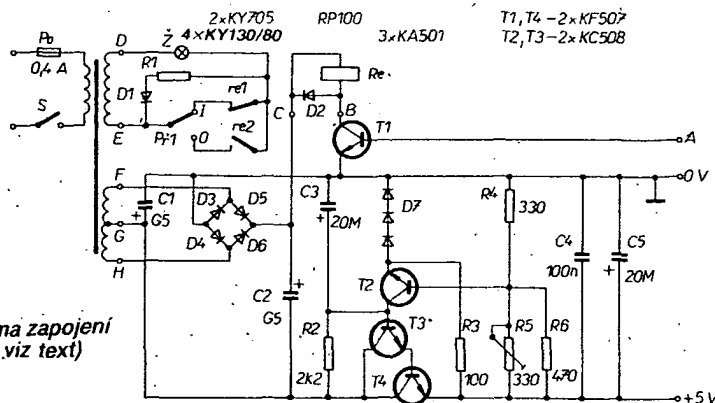 2×KY705 RP100 T1,T4-2×KF507
4×KY130/80 3×KA501 T2,T3-2×KC508
Po D Ž
0,4 A R1 Re
S D1 re1 C D2 B T1
E Př1 I re2 A
O
F 0 V
C1 D3 D5 C3 D7 R4
G5 20M 330 C4 C5
G D4 D6 100n 20M
H T2
C2 T3 R3 R5 R6
G5 R2 T4
2k2 100 330 470
ma zapojení
viz text)
+5 V